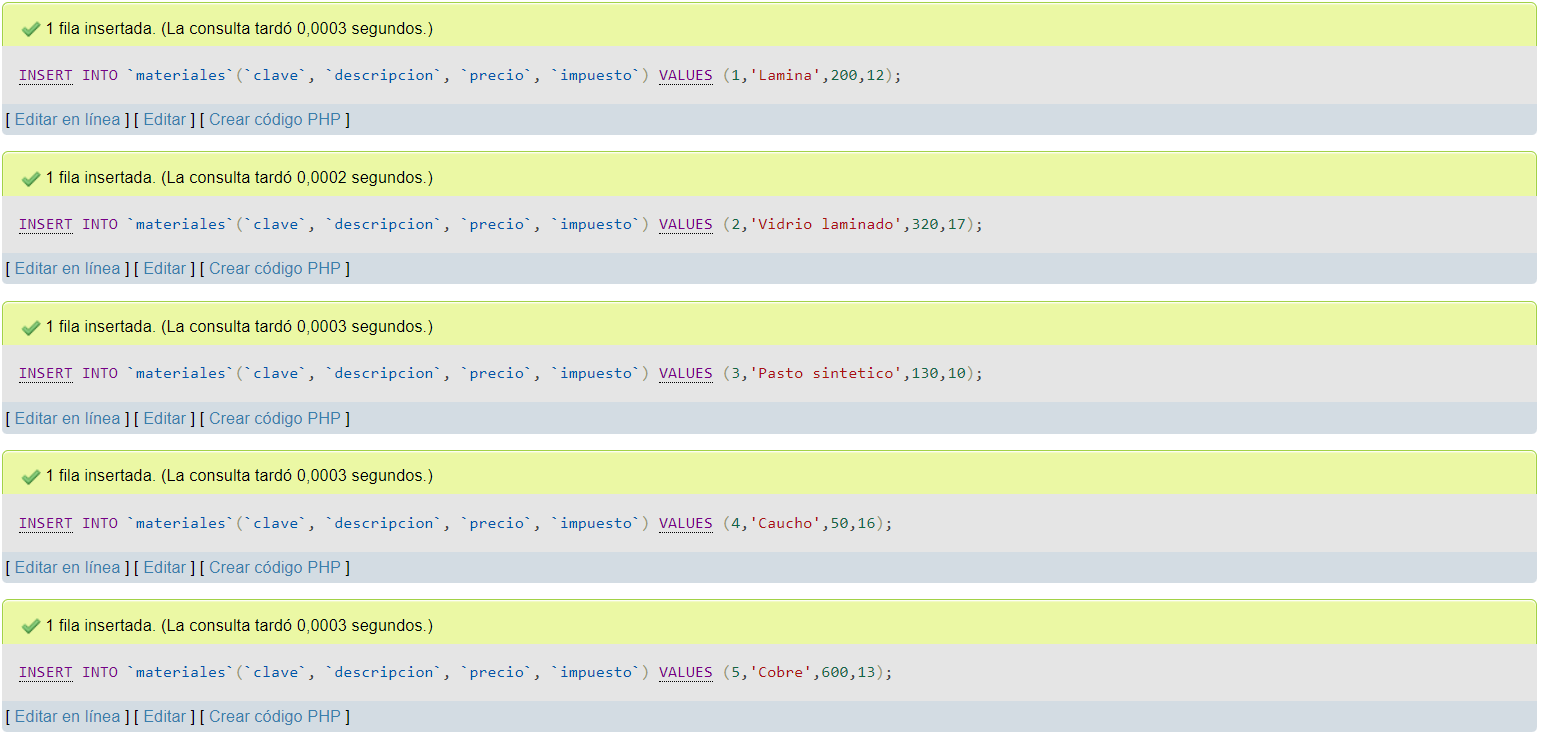 1 fila insertada. (La consulta tardó 0,0003 segundos.)
INSERT INTO `materiales`(`clave`, `descripcion`, `precio`, `impuesto`) VALUES (1,'Lamina',200,12);
[ Editar en línea ] [ Editar ] [ Crear código PHP ]
1 fila insertada. (La consulta tardó 0,0002 segundos.)
INSERT INTO `materiales`(`clave`, `descripcion`, `precio`, `impuesto`) VALUES (2,'Vidrio laminado',320,17);
[ Editar en línea ] [ Editar ] [ Crear código PHP ]
1 fila insertada. (La consulta tardó 0,0003 segundos.)
INSERT INTO `materiales`(`clave`, `descripcion`, `precio`, `impuesto`) VALUES (3,'Pasto sintetico',130,10);
[ Editar en línea ] [ Editar ] [ Crear código PHP ]
1 fila insertada. (La consulta tardó 0,0003 segundos.)
INSERT INTO `materiales`(`clave`, `descripcion`, `precio`, `impuesto`) VALUES (4,'Caucho',50,16);
[ Editar en línea ] [ Editar ] [ Crear código PHP ]
1 fila insertada. (La consulta tardó 0,0003 segundos.)
INSERT INTO `materiales`(`clave`, `descripcion`, `precio`, `impuesto`) VALUES (5,'Cobre',600,13);
[ Editar en línea ] [ Editar ] [ Crear código PHP ]